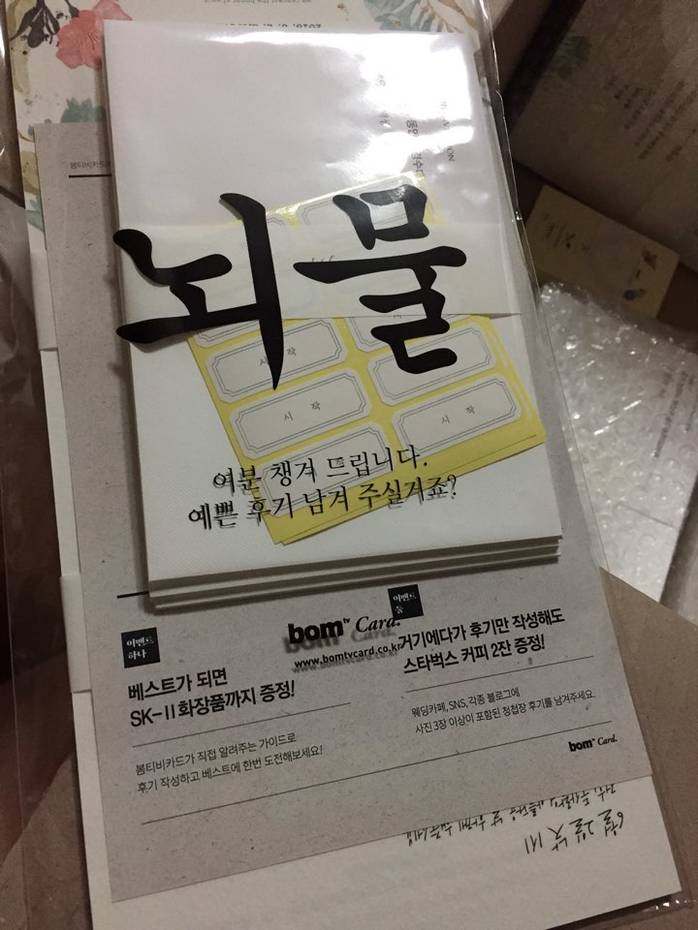 뇌물
시 작
시 작
시 작
여분 챙겨 드립니다.
예쁜 후기 남겨 주실거죠?
bom tv Card.
www.bomtvcard.co.kr
이벤트
하나
베스트가 되면
SK-II화장품까지 증정!
봄티비카드가 직접 알려주는 가이드로
후기 작성하고 베스트에 한번 도전해보세요!
이벤트
둘
거기에다가 후기만 작성해도
스타벅스 커피 2잔 증정!
웨딩카페, SNS, 각종 블로그에
사진 3장 이상이 포함된 청첩장 후기를 남겨주세요.
bom tv Card.